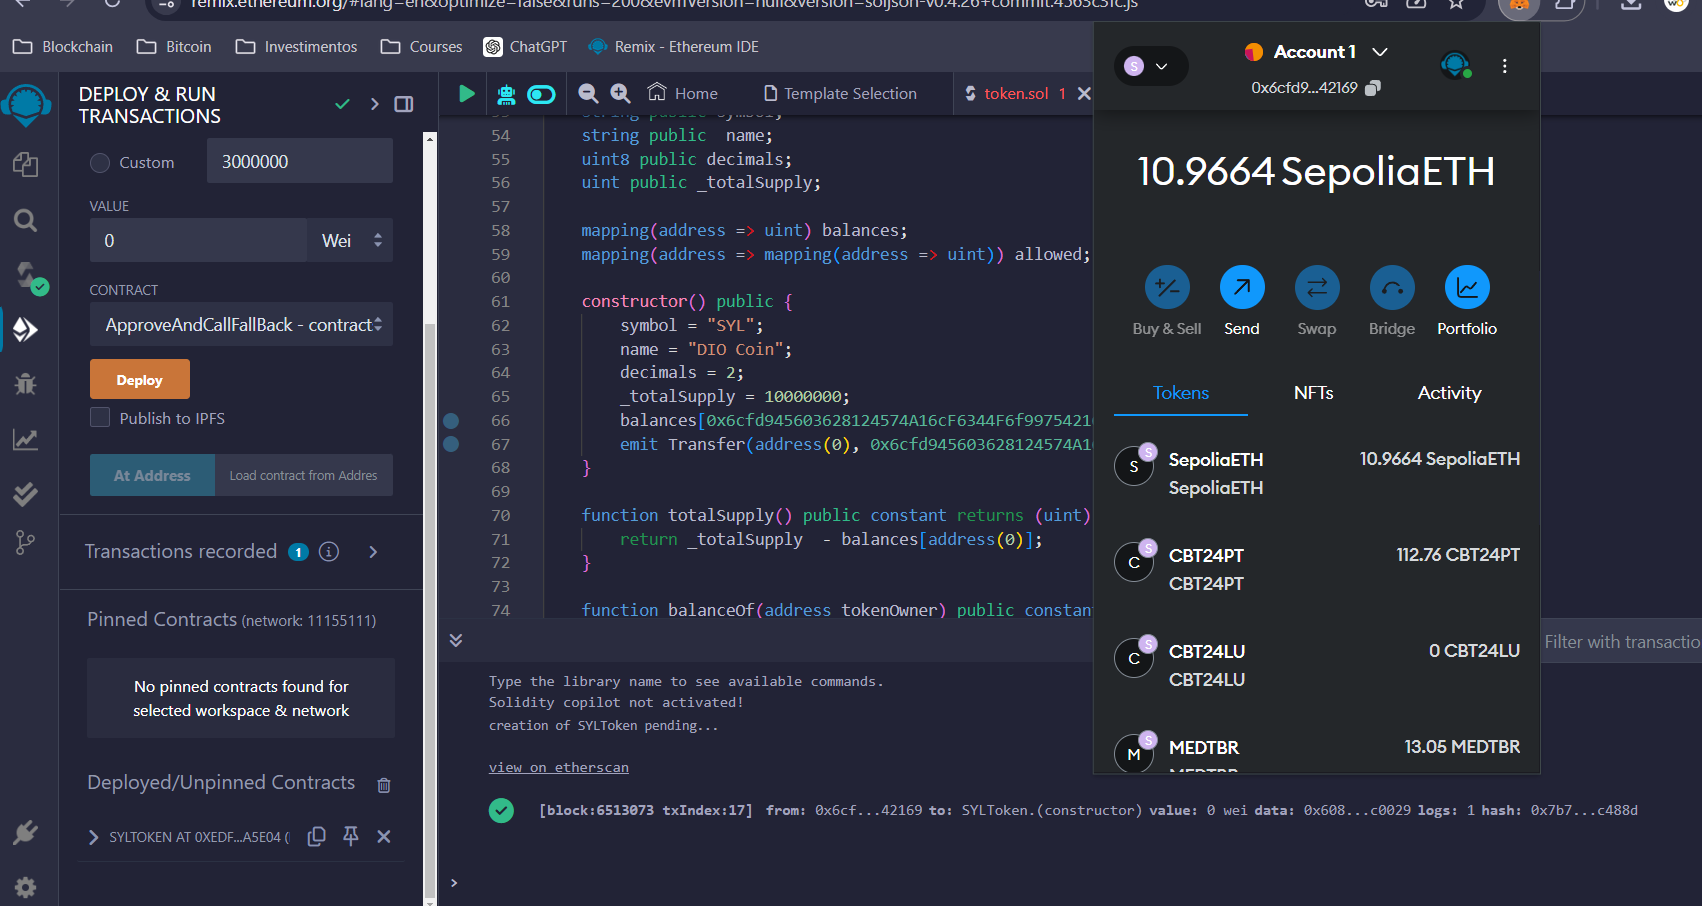 remix.ethereum.org/#lang=en&optimize=false&runs=200&evmVersion=null&version=soljson-v0.4.26+commit.4563c3fc.js
Blockchain
Bitcoin
Investimentos
Courses
ChatGPT
Remix - Ethereum IDE
DEPLOY & RUN
TRANSACTIONS
Custom
3000000
VALUE
0
Wei
CONTRACT
ApproveAndCallFallBack - contract
Deploy
Publish to IPFS
At Address
Load contract from Addres
Transactions recorded 1 i
Pinned Contracts (network: 11155111)
No pinned contracts found for
selected workspace & network
Deployed/Unpinned Contracts
SYLTOKEN AT 0XEDF...A5E04 (
Home
Template Selection
token.sol 1
53 string public symbol;
54 string public  name;
55 uint8 public decimals;
56 uint public _totalSupply;
57
58 mapping(address => uint) balances;
59 mapping(address => mapping(address => uint)) allowed;
60
61 constructor() public {
62 symbol = "SYL";
63 name = "DIO Coin";
64 decimals = 2;
65 _totalSupply = 10000000;
66 balances[0x6cfd945603628124574A16cF6344F6f9975421
67 emit Transfer(address(0), 0x6cfd945603628124574A1
68 }
69
70 function totalSupply() public constant returns (uint)
71 return _totalSupply  - balances[address(0)];
72 }
73
74 function balanceOf(address tokenOwner) public constan
Filter with transactio
Type the library name to see available commands.
Solidity copilot not activated!
creation of SYLToken pending...
view on etherscan
[block:6513073 txIndex:17] from: 0x6cf...42169 to: SYLToken.(constructor) value: 0 wei data: 0x608...c0029 logs: 1 hash: 0x7b7...c488d
>
S
Account 1
0x6cfd9...42169
10.9664 SepoliaETH
Buy & Sell
Send
Swap
Bridge
Portfolio
Tokens
NFTs
Activity
S
S
SepoliaETH
10.9664 SepoliaETH
SepoliaETH
C
S
CBT24PT
112.76 CBT24PT
CBT24PT
C
S
CBT24LU
0 CBT24LU
CBT24LU
M
S
MEDTBR
13.05 MEDTBR
MEDTBR